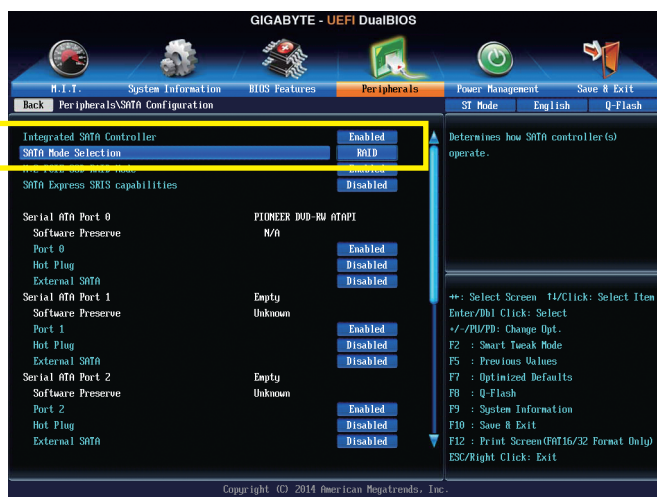 GIGABYTE - UEFI DualBIOS
M.I.T. System Information BIOS Features Peripherals Power Management Save & Exit
Back Peripherals\SATA Configuration ST Mode English Q-Flash
Integrated SATA Controller Enabled
SATA Mode Selection RAID
M.2 PCIE SSD RAID Mode Enabled
SATA Express SRIS capabilities Disabled
Serial ATA Port 0 PIONEER DVD-RW ATAPI
Software Preserve N/A
Port 0 Enabled
Hot Plug Disabled
External SATA Disabled
Serial ATA Port 1 Empty
Software Preserve Unknown
Port 1 Enabled
Hot Plug Disabled
External SATA Disabled
Serial ATA Port 2 Empty
Software Preserve Unknown
Port 2 Enabled
Hot Plug Disabled
External SATA Disabled
Determines how SATA controller(s)
operate.
→←: Select Screen ↑↓/Click: Select Item
Enter/Dbl Click: Select
+/-/PU/PD: Change Opt.
F2 : Smart Tweak Mode
F5 : Previous Values
F7 : Optimized Defaults
F8 : Q-Flash
F9 : System Information
F10 : Save & Exit
F12 : Print Screen(FAT16/32 Format Only)
ESC/Right Click: Exit
Copyright (C) 2014 American Megatrends, Inc.